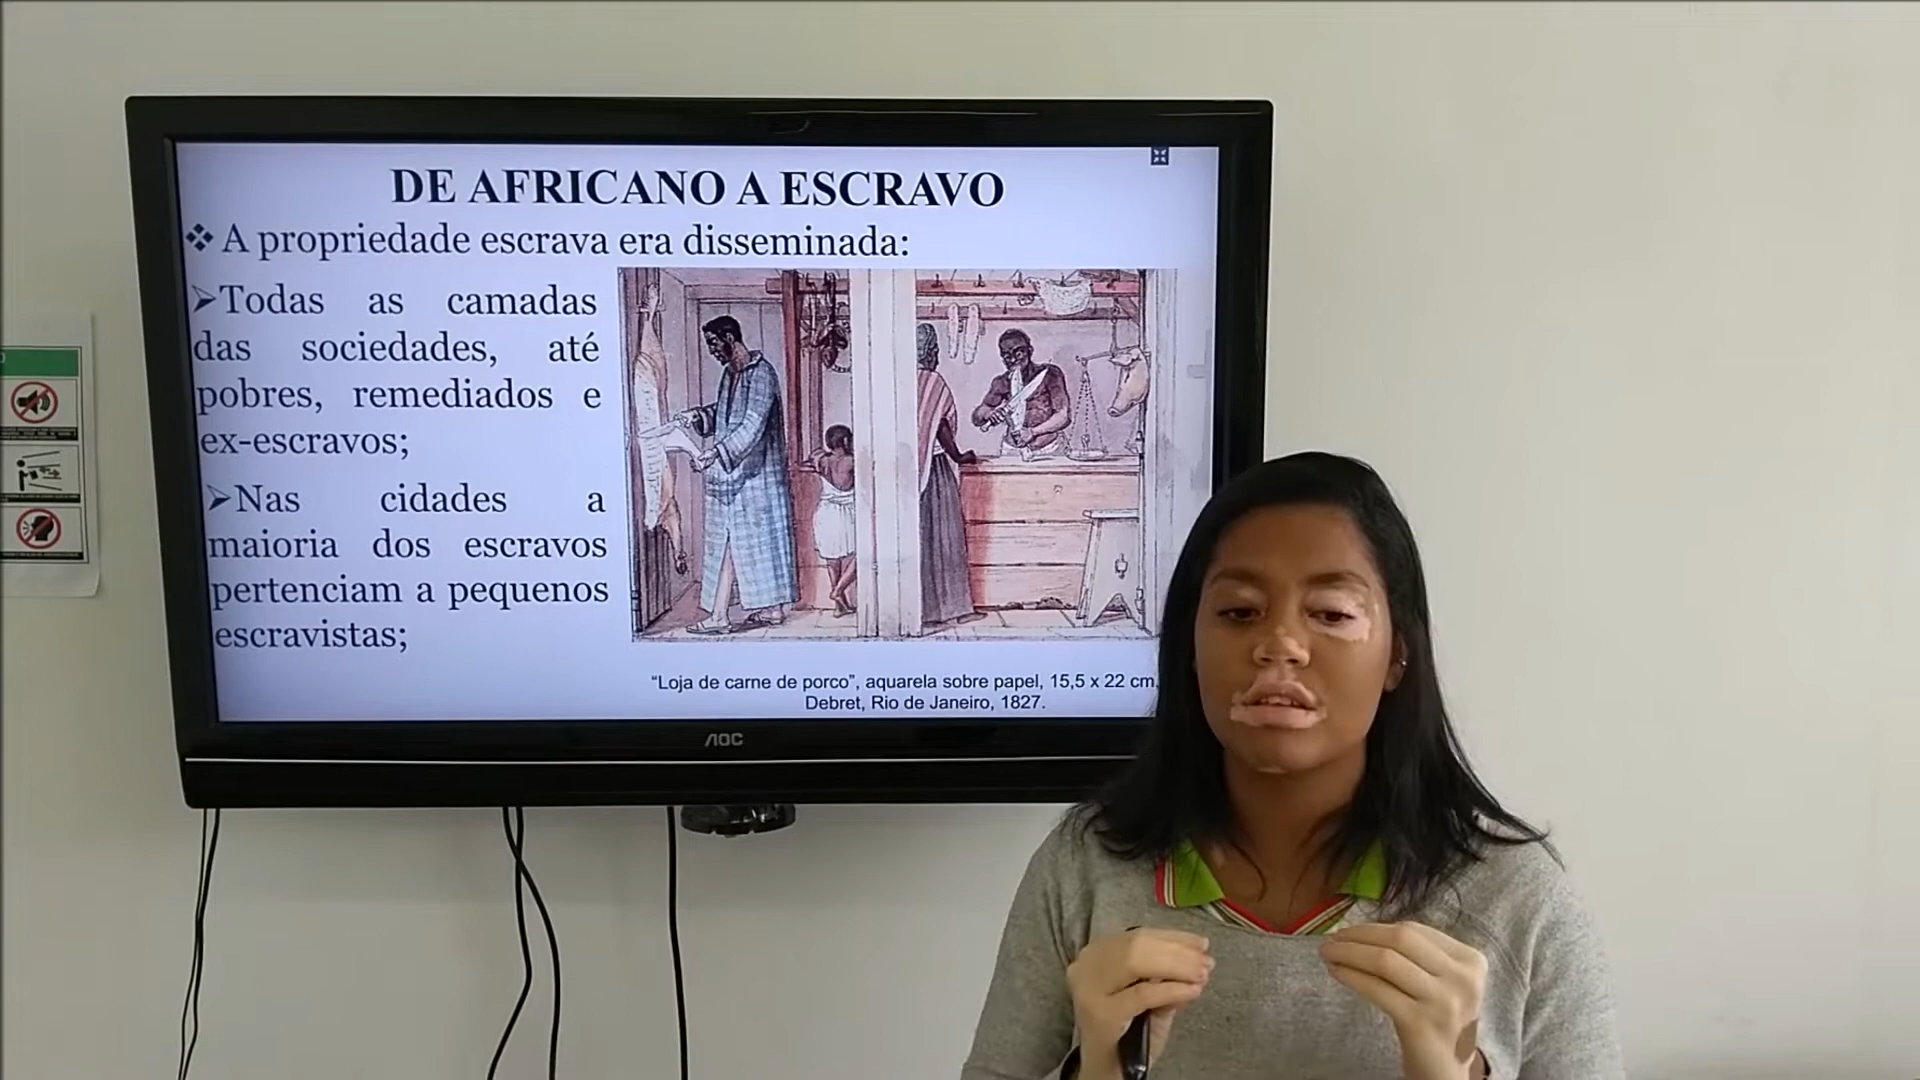 DE AFRICANO A ESCRAVO
❖ A propriedade escrava era disseminada:
➢Todas as camadas
das sociedades, até
pobres, remediados e
ex-escravos;
➢Nas cidades a
maioria dos escravos
pertenciam a pequenos
escravistas;
“Loja de carne de porco”, aquarela sobre papel, 15,5 x 22 cm,
Debret, Rio de Janeiro, 1827.
AOC